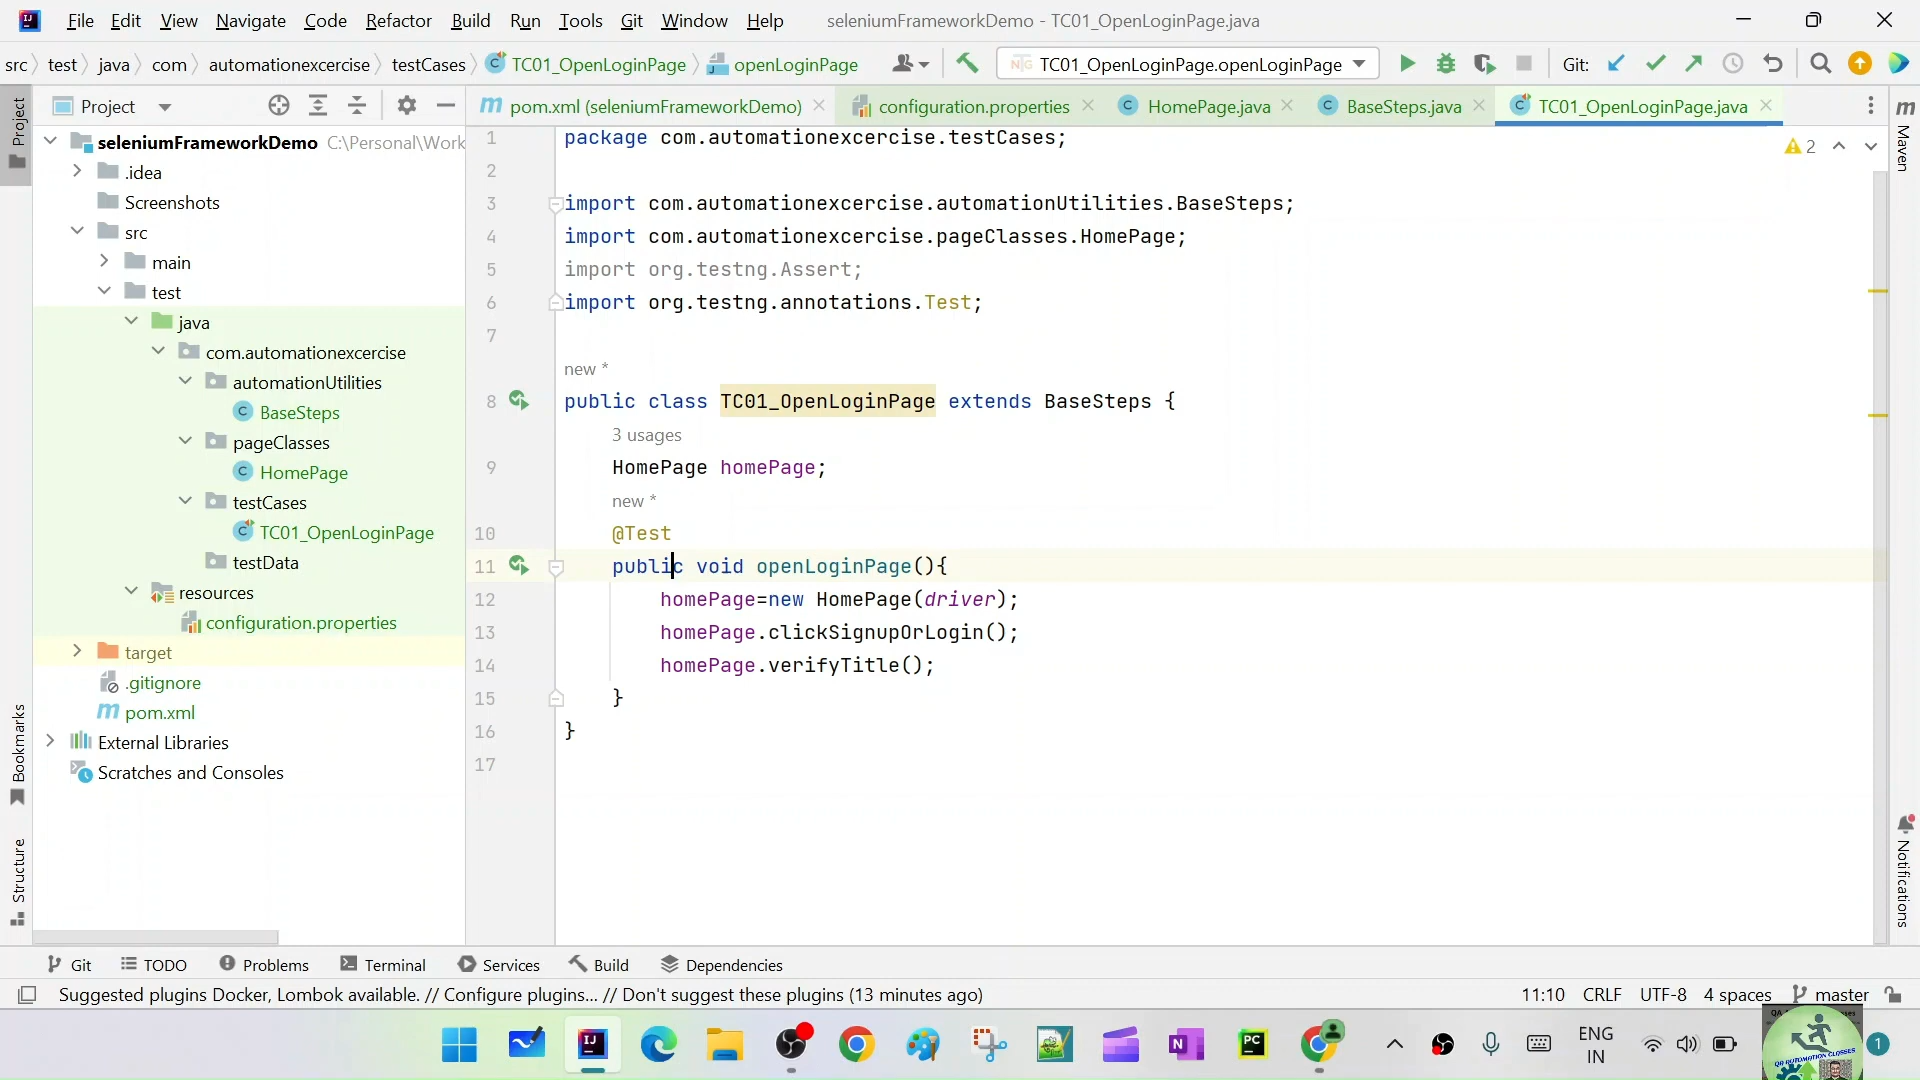 File Edit View Navigate Code Refactor Build Run Tools Git Window Help seleniumFrameworkDemo - TC01_OpenLoginPage.java
src test java com automationexcercise testCases TC01_OpenLoginPage openLoginPage TC01_OpenLoginPage.openLoginPage Git:
Project
Project
pom.xml (seleniumFrameworkDemo) configuration.properties HomePage.java BaseSteps.java TC01_OpenLoginPage.java
Maven
seleniumFrameworkDemo C:\Personal\Work
.idea
Screenshots
src
main
test
java
com.automationexcercise
automationUtilities
BaseSteps
pageClasses
HomePage
testCases
TC01_OpenLoginPage
testData
resources
configuration.properties
target
.gitignore
pom.xml
External Libraries
Scratches and Consoles
Bookmarks
Structure
2
1 package com.automationexcercise.testCases;
2
3 import com.automationexcercise.automationUtilities.BaseSteps;
4 import com.automationexcercise.pageClasses.HomePage;
5 import org.testng.Assert;
6 import org.testng.annotations.Test;
7
new *
8 public class TC01_OpenLoginPage extends BaseSteps {
3 usages
9 HomePage homePage;
new *
10 @Test
11 public void openLoginPage(){
12 homePage=new HomePage(driver);
13 homePage.clickSignupOrLogin();
14 homePage.verifyTitle();
15 }
16 }
17
Notifications
Git TODO Problems Terminal Services Build Dependencies
Suggested plugins Docker, Lombok available. // Configure plugins... // Don't suggest these plugins (13 minutes ago) 11:10 CRLF UTF-8 4 spaces master
ENG
IN
QA AUTOMATION CLASSES
1